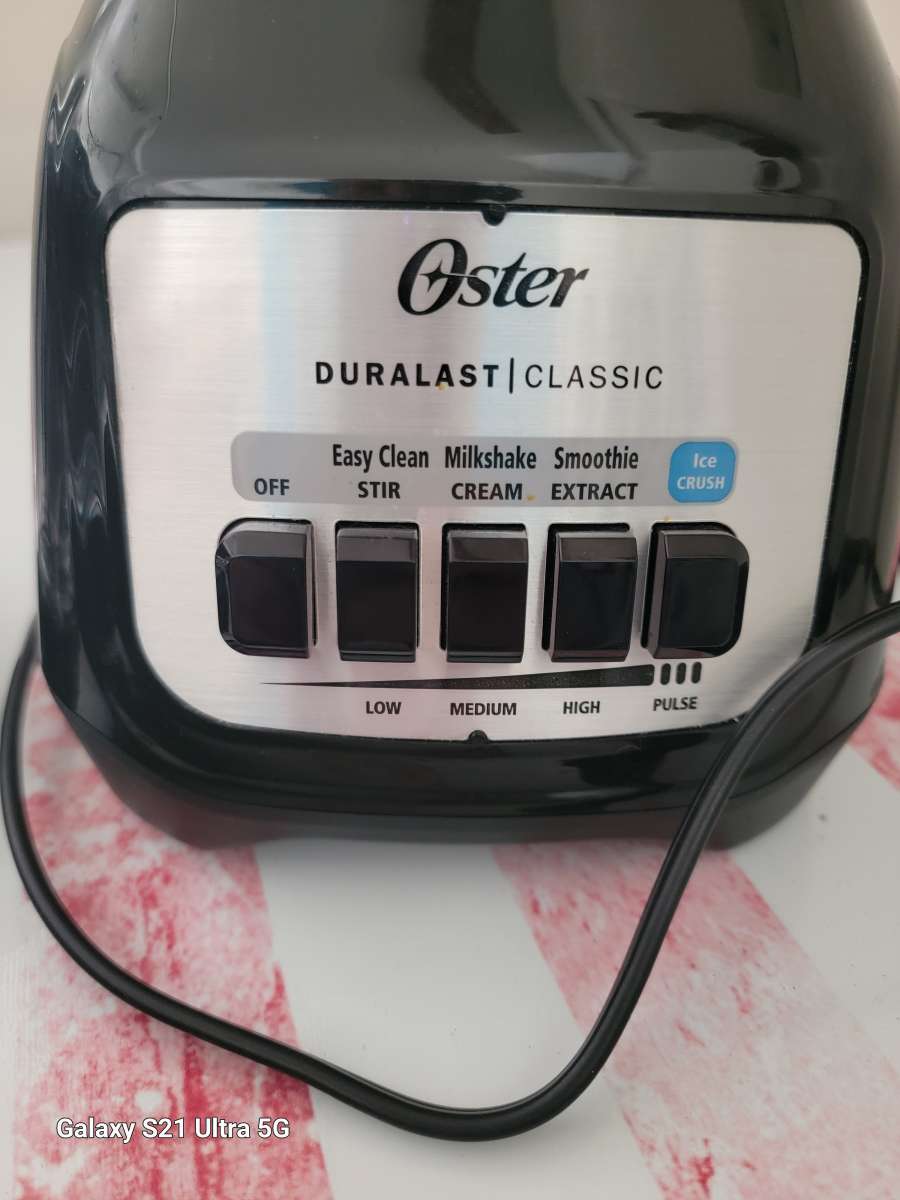 Oster
DURALAST|CLASSIC
Easy Clean Milkshake Smoothie Ice
OFF STIR CREAM EXTRACT CRUSH
LOW MEDIUM HIGH PULSE
Galaxy S21 Ultra 5G